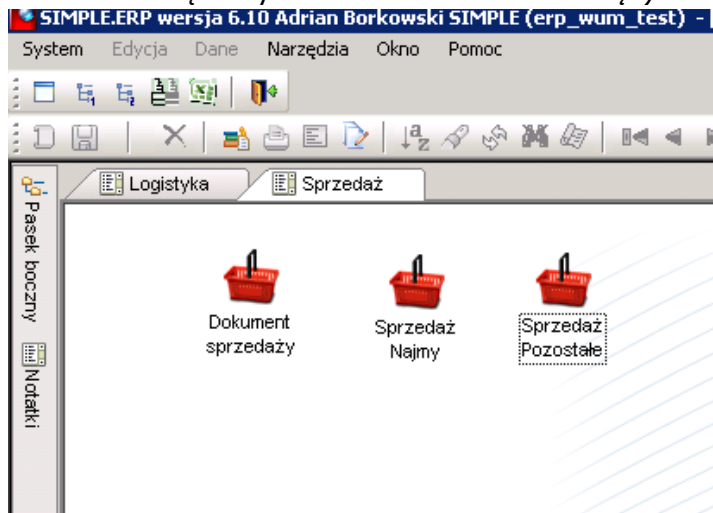 SIMPLE.ERP wersja 6.10 Adrian Borkowski SIMPLE (erp_wum_test) -
System Edycja Dane Narzędzia Okno Pomoc
Logistyka Sprzedaż
Pasek boczny
Notatki
Dokument
sprzedaży
Sprzedaż
Najmy
Sprzedaż
Pozostałe